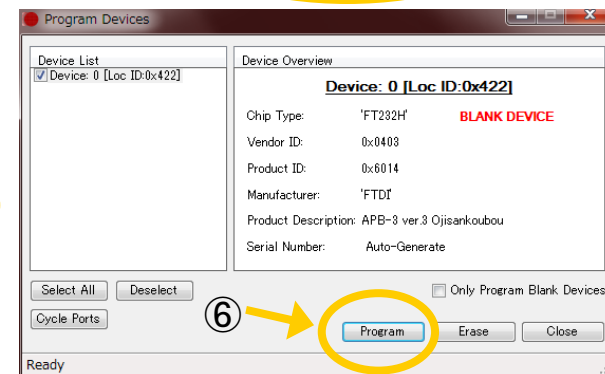 Program Devices
Device List
Device: 0 [Loc ID:0x422]
Device Overview
Device: 0 [Loc ID:0x422]
Chip Type: 'FT232H' BLANK DEVICE
Vendor ID: 0x0403
Product ID: 0x6014
Manufacturer: 'FTDI'
Product Description: APB-3 ver.3 Ojisankoubou
Serial Number: Auto-Generate
Select All Deselect
Only Program Blank Devices
Cycle Ports
⑥
Program Erase Close
Ready